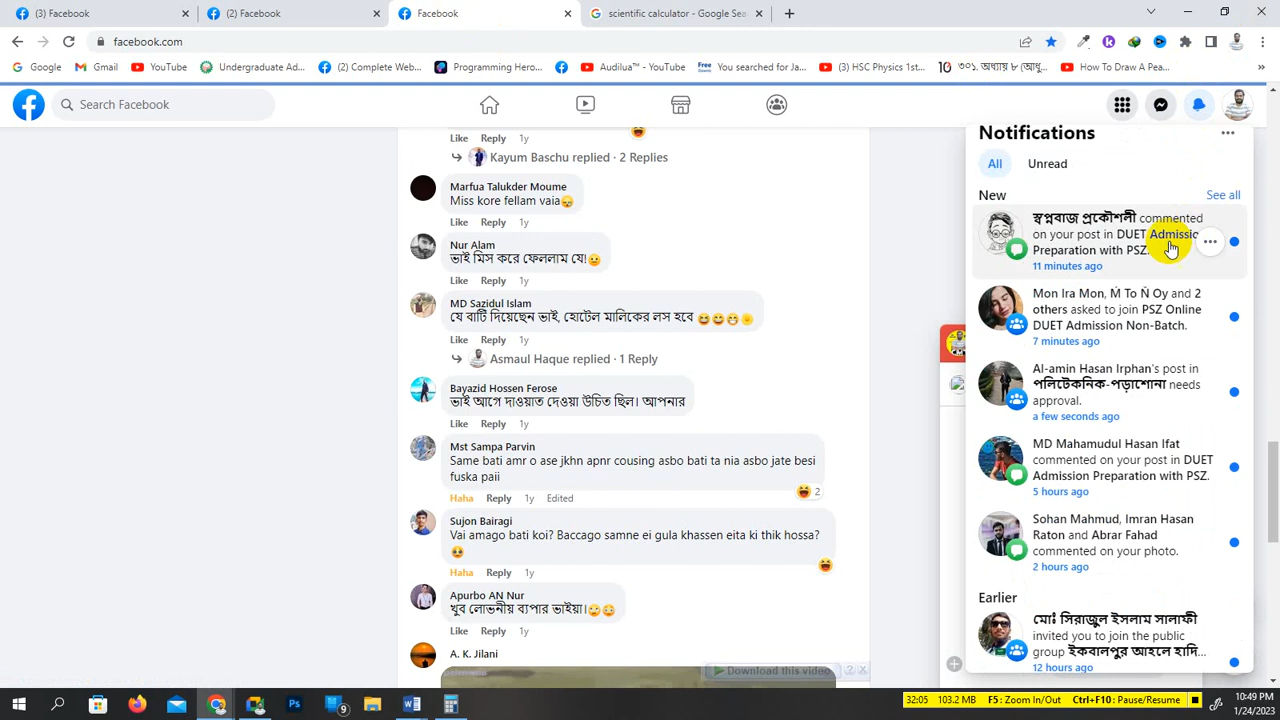 (3) Facebook
(2) Facebook
Facebook
scientific calculator - Google Sea
facebook.com
Google
Gmail
YouTube
Undergraduate Ad...
(2) Complete Web...
Programming Hero...
Audilua™ - YouTube
You searched for Ja...
(3) HSC Physics 1st...
৩০১. অধ্যায় ৮ (আধু...
How To Draw A Pea...
Search Facebook
Like Reply 1y
Kayum Baschu replied · 2 Replies
Marfua Talukder Moume
Miss kore fellam vaia
Like Reply 1y
Nur Alam
ভাই মিস করে ফেললাম যে!
Like Reply 1y
MD Sazidul Islam
যে বাটি দিয়েছেন ভাই, হোটেল মালিকের লস হবে
Like Reply 1y
Asmaul Haque replied · 1 Reply
Bayazid Hossen Ferose
ভাই আগে দাওয়াত দেওয়া উচিত ছিল। আপনার
Like Reply 1y
Mst Sampa Parvin
Same bati amr o ase jkhn apnr cousing asbo bati ta nia asbo jate besi
fuska paii
Haha Reply 1y Edited
2
Sujon Bairagi
Vai amago bati koi? Baccago samne ei gula khassen eita ki thik hossa?
Haha Reply 1y
Apurbo AN Nur
খুব লোভনীয় ব্যপার ভাইয়া।
Like Reply 1y
A. K. Jilani
Download this video ? X
Notifications
All Unread
New See all
স্বপ্নবাজ প্রকৌশলী commented
on your post in DUET Admission
Preparation with PSZ.
11 minutes ago
Mon Ira Mon, Ḿ To Ñ Oy and 2
others asked to join PSZ Online
DUET Admission Non-Batch.
7 minutes ago
Al-amin Hasan Irphan's post in
পলিটেকনিক-পড়াশোনা needs
approval.
a few seconds ago
MD Mahamudul Hasan Ifat
commented on your post in DUET
Admission Preparation with PSZ.
5 hours ago
Sohan Mahmud, Imran Hasan
Raton and Abrar Fahad
commented on your photo.
2 hours ago
Earlier
মোঃ সিরাজুল ইসলাম সালাফী
invited you to join the public
group ইকবালপুর আহলে হাদি...
12 hours ago
32:05 103.2 MB F5: Zoom In/Out Ctrl+F10: Pause/Resume
10:49 PM
1/24/2023